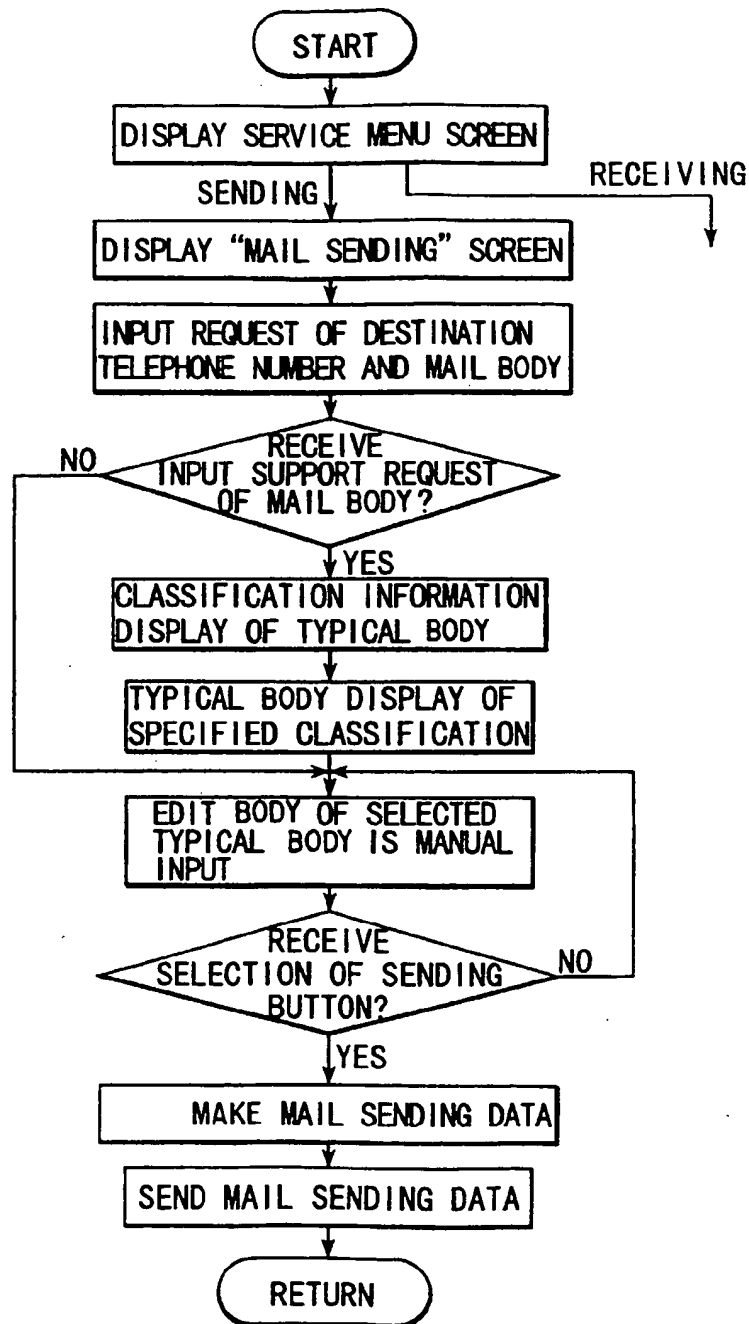 START
DISPLAY SERVICE MENU SCREEN
SENDING
RECEIVING
DISPLAY “MAIL SENDING” SCREEN
INPUT REQUEST OF DESTINATION
TELEPHONE NUMBER AND MAIL BODY
RECEIVE
INPUT SUPPORT REQUEST
OF MAIL BODY?
NO
YES
CLASSIFICATION INFORMATION
DISPLAY OF TYPICAL BODY
TYPICAL BODY DISPLAY OF
SPECIFIED CLASSIFICATION
EDIT BODY OF SELECTED
TYPICAL BODY IS MANUAL
INPUT
RECEIVE
SELECTION OF SENDING
BUTTON?
NO
YES
MAKE MAIL SENDING DATA
SEND MAIL SENDING DATA
RETURN